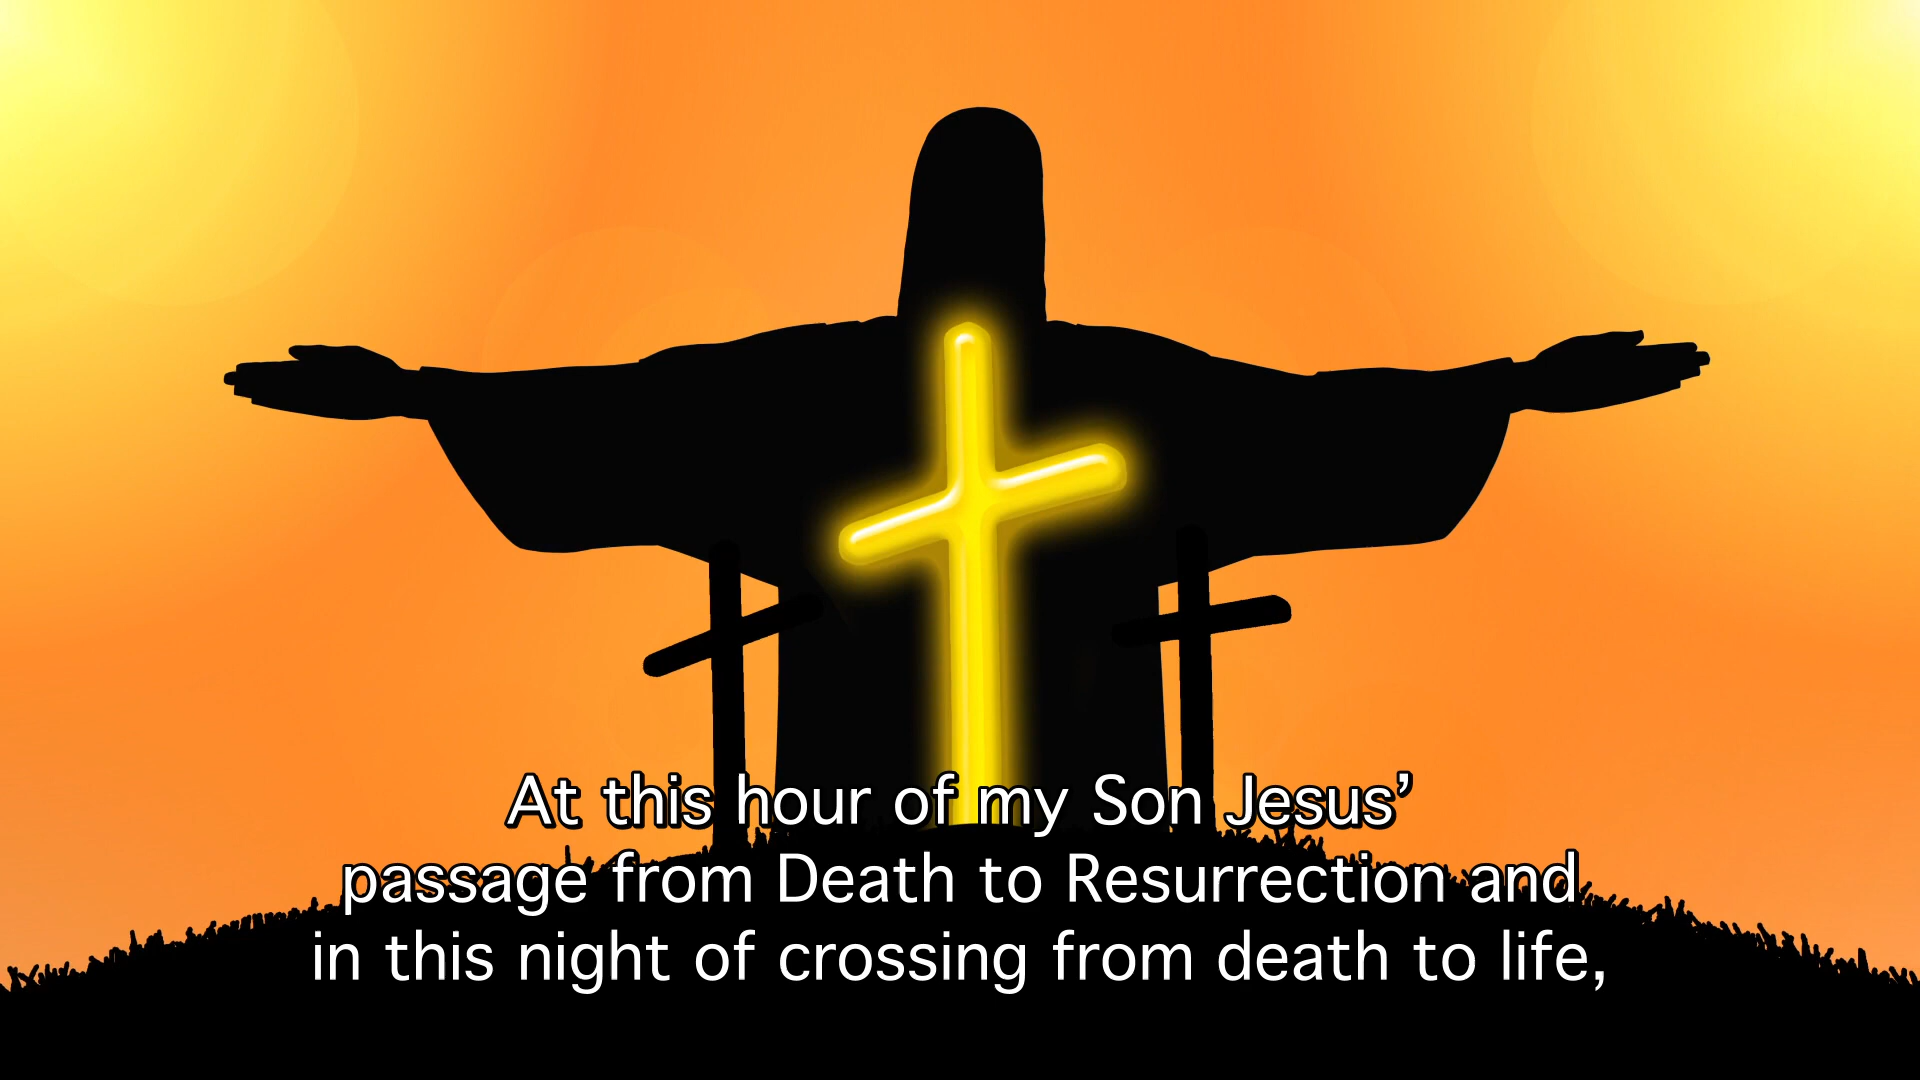 At this hour of my Son Jesus’
passage from Death to Resurrection and
in this night of crossing from death to life,